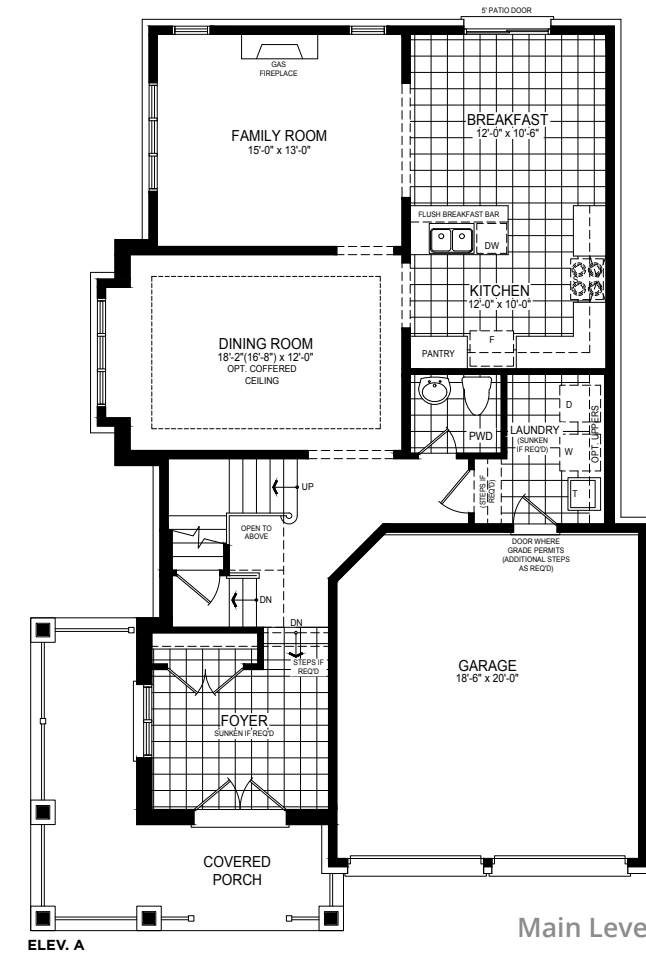 5' PATIO DOOR
GAS
FIREPLACE
FAMILY ROOM
15'-0" x 13'-0"
BREAKFAST
12'-0" x 10'-6"
FLUSH BREAKFAST BAR
DW
KITCHEN
12'-0" x 10'-0"
F
PANTRY
DINING ROOM
18'-2"(16'-8") x 12'-0"
OPT. COFFERED
CEILING
PWD
LAUNDRY
(SUNKEN
IF REQ'D)
D
W
T
OPT. UPPERS
(STEPS IF
REQ'D)
UP
OPEN TO
ABOVE
DN
DN
STEPS IF
REQ'D
DOOR WHERE
GRADE PERMITS
(ADDITIONAL STEPS
AS REQ'D)
GARAGE
18'-6" x 20'-0"
FOYER
SUNKEN IF REQ'D
COVERED
PORCH
Main Leve
ELEV. A